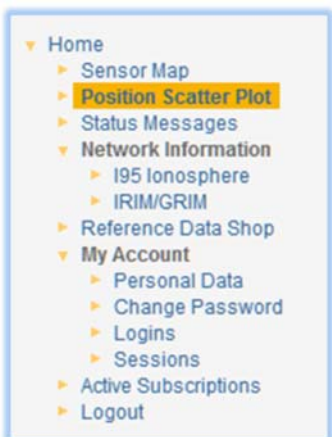 Home
Sensor Map
Position Scatter Plot
Status Messages
Network Information
I95 Ionosphere
IRIM/GRIM
Reference Data Shop
My Account
Personal Data
Change Password
Logins
Sessions
Active Subscriptions
Logout